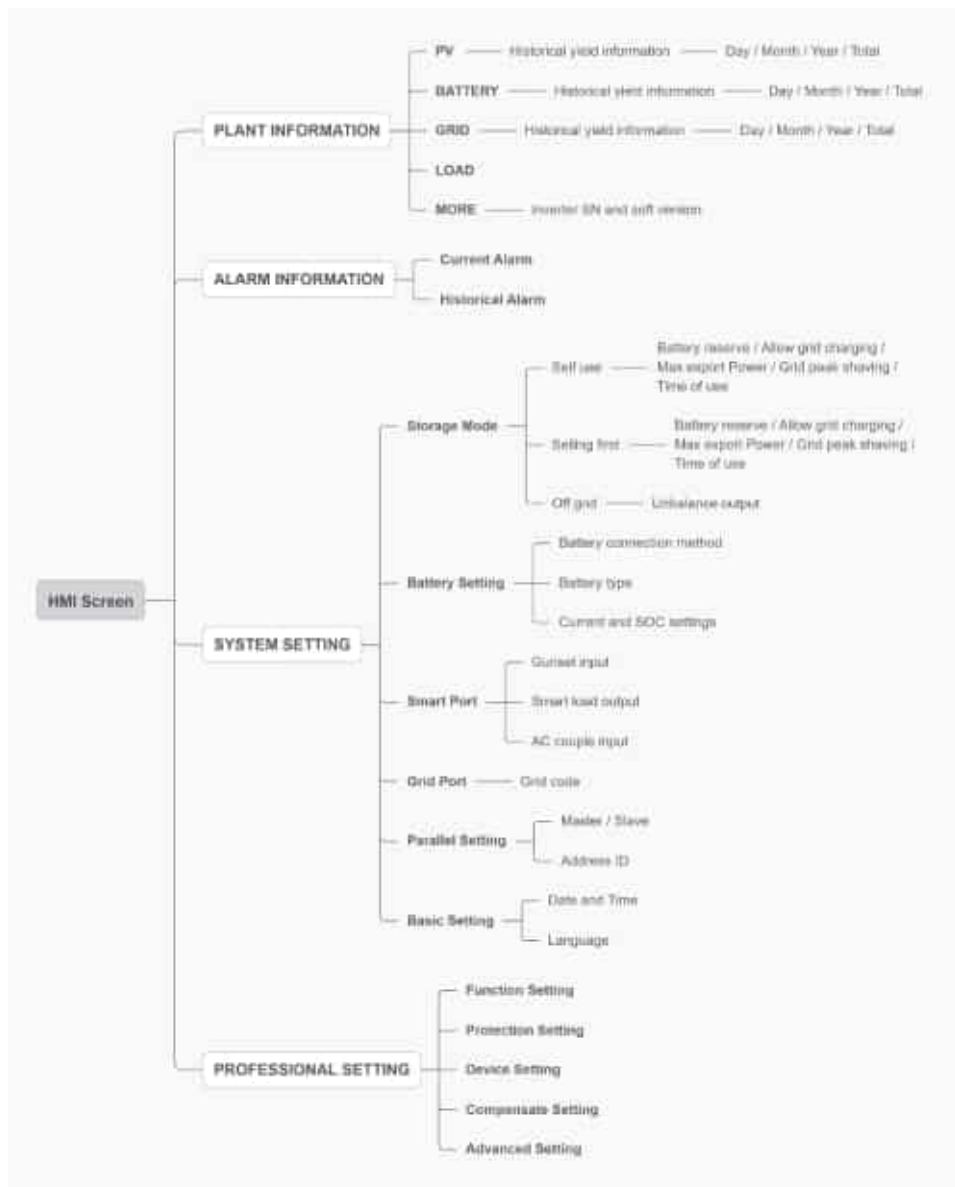 PV
Historical yield information
Day / Month / Year / Total
BATTERY
Historical yield information
Day / Month / Year / Total
PLANT INFORMATION
GRID
Historical yield information
Day / Month / Year / Total
LOAD
MORE
Inverter SN and soft version
ALARM INFORMATION
Current Alarm
Historical Alarm
HMI Screen
SYSTEM SETTING
Storage Mode
Self use
Battery reserve / Allow grid charging /
Max export Power / Grid peak shaving /
Time of use
Selling first
Battery reserve / Allow grid charging /
Max export Power / Grid peak shaving /
Time of use
Off grid
Unbalance output
Battery Setting
Battery connection method
Battery type
Current and SOC settings
Smart Port
Gunset input
Smart load output
AC couple input
Grid Port
Grid code
Parallel Setting
Master / Slave
Address ID
Basic Setting
Date and Time
Language
PROFESSIONAL SETTING
Function Setting
Protection Setting
Device Setting
Compensate Setting
Advanced Setting